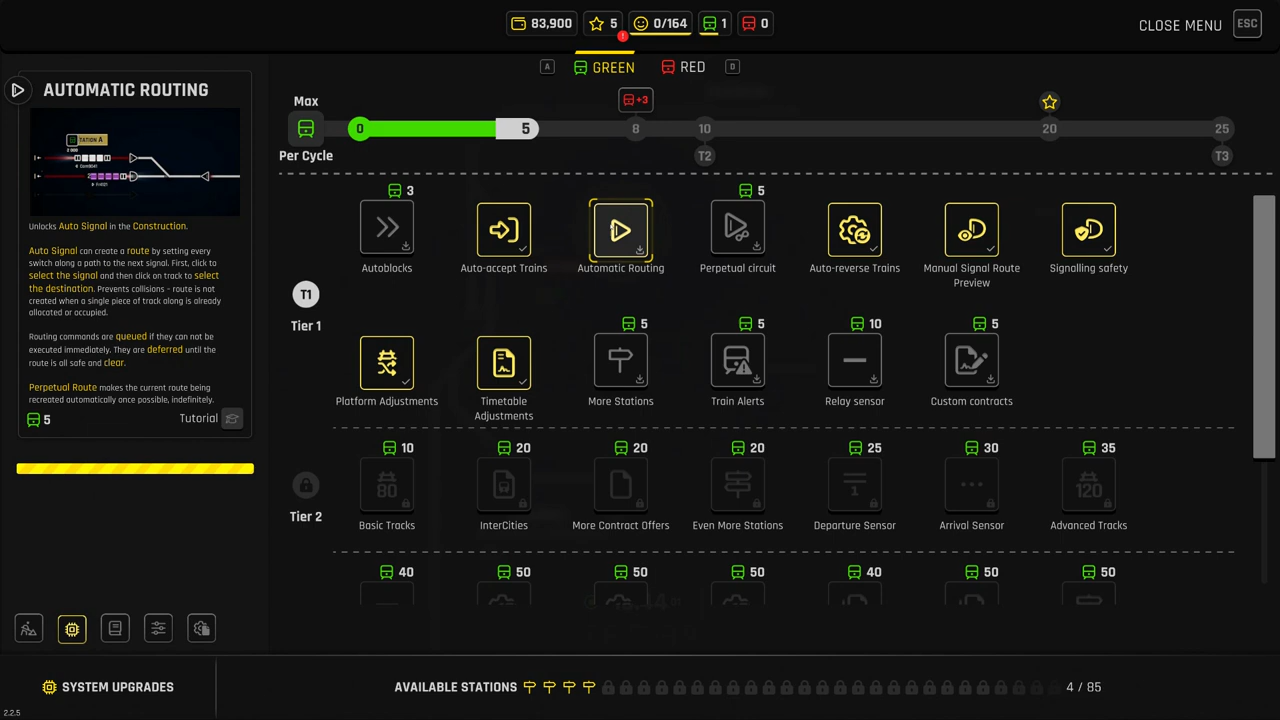 83,900
5
0/164
1
0
CLOSE MENU
ESC
A
GREEN
RED
D
AUTOMATIC ROUTING
TATION A
Unlocks Auto Signal in the Construction.
Auto Signal can create a route by setting every
switch along a path to the next signal. First, click to
select the signal and then click on track to select
the destination. Prevents collisions - route is not
created when a single piece of track along is already
allocated or occupied.
Routing commands are queued if they can not be
executed immediately. They are deferred until the
route is all safe and clear.
Perpetual Route makes the current route being
recreated automatically once possible, indefinitely.
5
Tutorial
Max
Per Cycle
+3
0
5
8
10
20
25
T2
T3
3
5
Autoblocks
Auto-accept Trains
Automatic Routing
Perpetual circuit
Auto-reverse Trains
Manual Signal Route
Preview
Signalling safety
T1
Tier 1
5
5
10
5
Platform Adjustments
Timetable
Adjustments
More Stations
Train Alerts
Relay sensor
Custom contracts
10
20
20
20
25
30
35
80
1
120
Tier 2
Basic Tracks
InterCities
More Contract Offers
Even More Stations
Departure Sensor
Arrival Sensor
Advanced Tracks
40
50
50
50
40
50
50
SYSTEM UPGRADES
AVAILABLE STATIONS
4 / 85
2.2.5